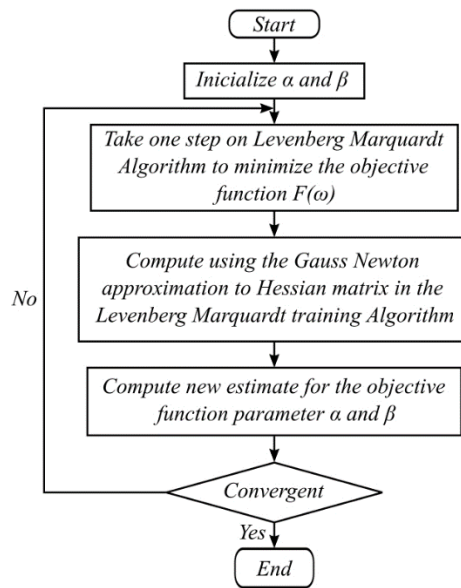 Start
Inicialize α and β
Take one step on Levenberg Marquardt
Algorithm to minimize the objective
function F(ω)
Compute using the Gauss Newton
approximation to Hessian matrix in the
Levenberg Marquardt training Algorithm
No
Compute new estimate for the objective
function parameter α and β
Convergent
Yes
End